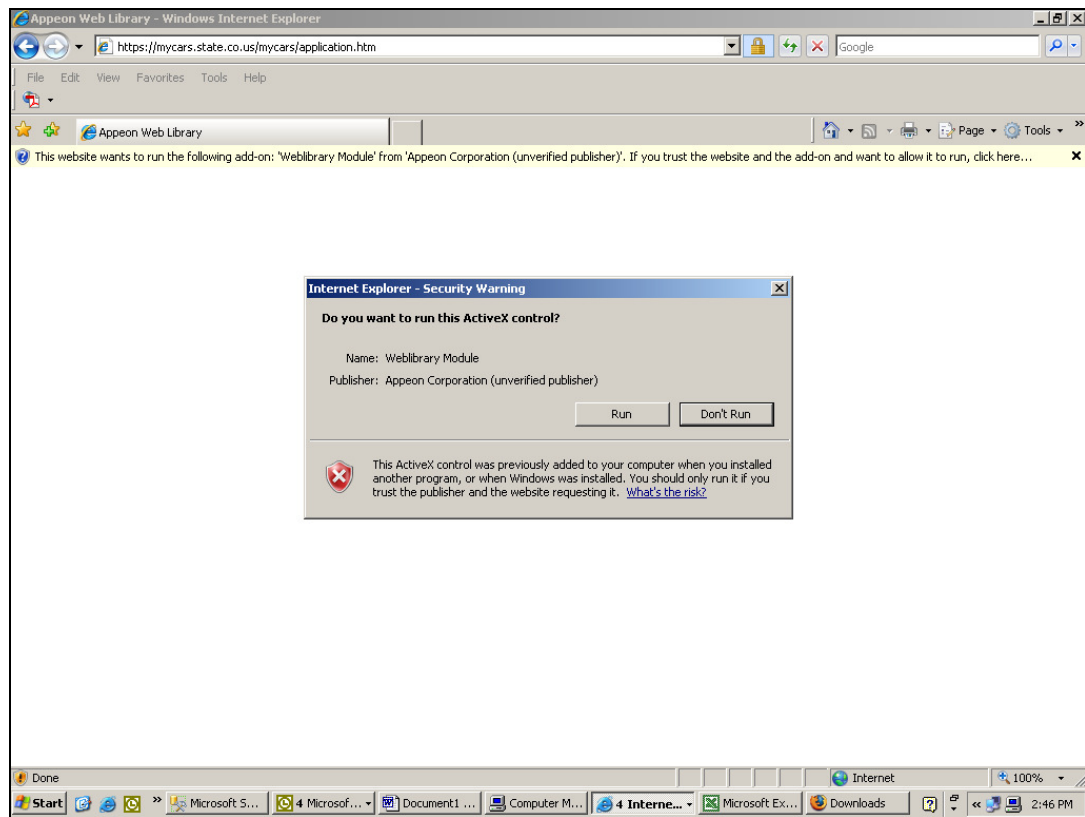 Appeon Web Library - Windows Internet Explorer
https://mycars.state.co.us/mycars/application.htm
Google
File Edit View Favorites Tools Help
Appeon Web Library
Page Tools »
This website wants to run the following add-on: 'Weblibrary Module' from 'Appeon Corporation (unverified publisher)'. If you trust the website and the add-on and want to allow it to run, click here...
Internet Explorer - Security Warning
Do you want to run this ActiveX control?
Name: Weblibrary Module
Publisher: Appeon Corporation (unverified publisher)
Run Don't Run
This ActiveX control was previously added to your computer when you installed
another program, or when Windows was installed. You should only run it if you
trust the publisher and the website requesting it. What's the risk?
Done Internet 100%
Start » Microsoft S... 4 Microsof... Document1 ... Computer M... 4 Interne... Microsoft Ex... Downloads « 2:46 PM